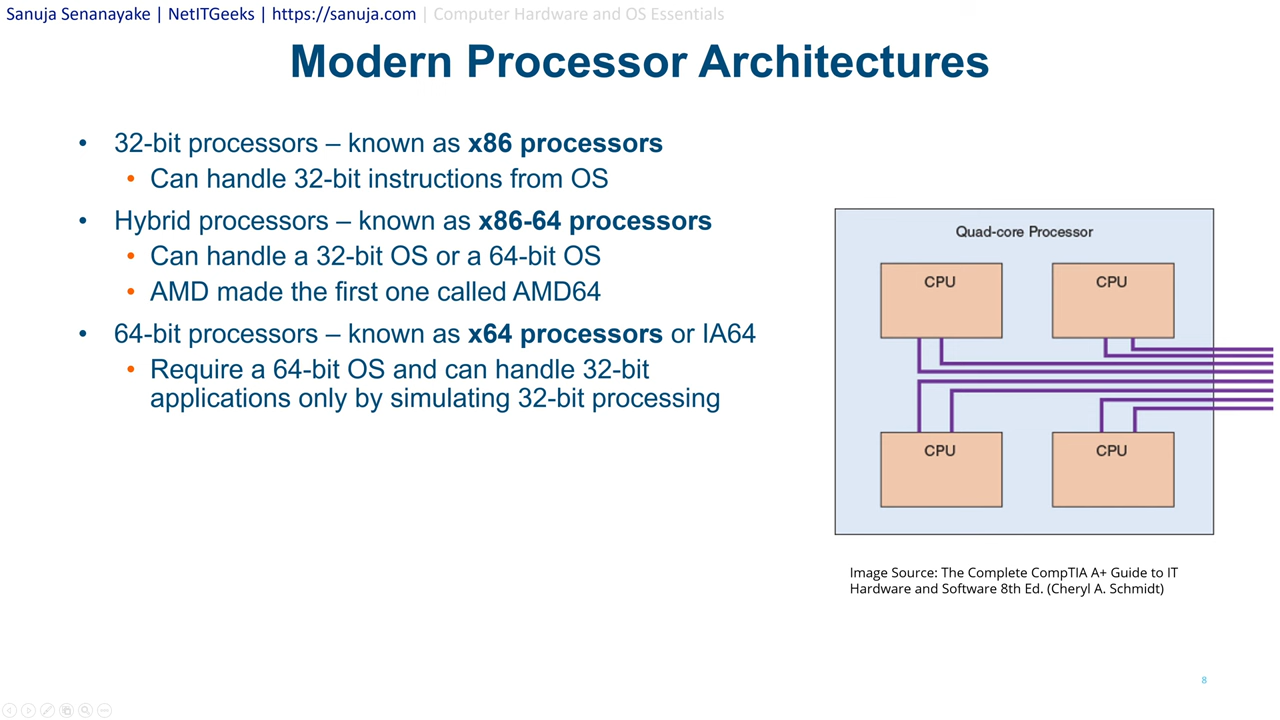 Sanuja Senanayake | NetITGeeks | https://sanuja.com | Computer Hardware and OS Essentials
Modern Processor Architectures
• 32-bit processors – known as x86 processors
• Can handle 32-bit instructions from OS
• Hybrid processors – known as x86-64 processors
• Can handle a 32-bit OS or a 64-bit OS
• AMD made the first one called AMD64
• 64-bit processors – known as x64 processors or IA64
• Require a 64-bit OS and can handle 32-bit
applications only by simulating 32-bit processing
Quad-core Processor
CPU
CPU
CPU
CPU
Image Source: The Complete CompTIA A+ Guide to IT
Hardware and Software 8th Ed. (Cheryl A. Schmidt)
8